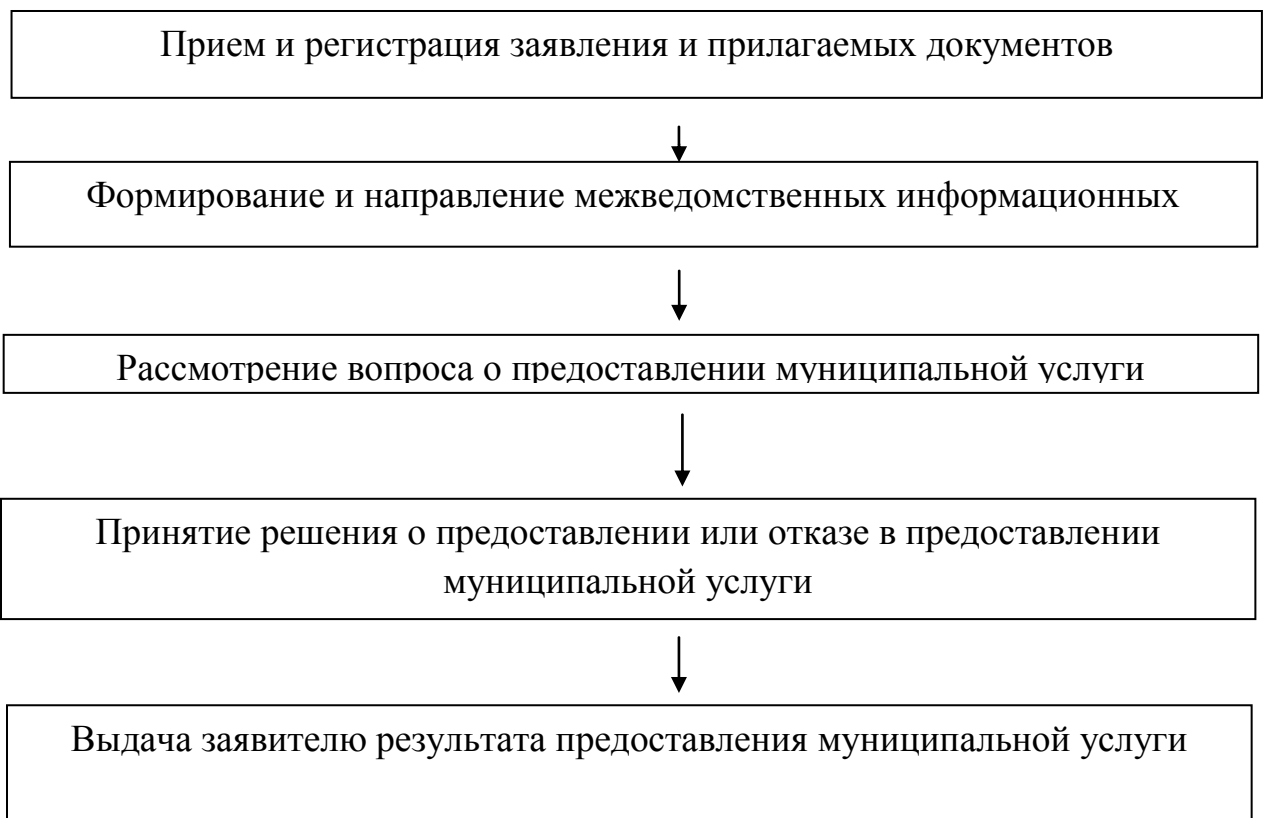 Прием и регистрация заявления и прилагаемых документов
Формирование и направление межведомственных информационных
Рассмотрение вопроса о предоставлении муниципальной услуги
Принятие решения о предоставлении или отказе в предоставлении
муниципальной услуги
Выдача заявителю результата предоставления муниципальной услуги